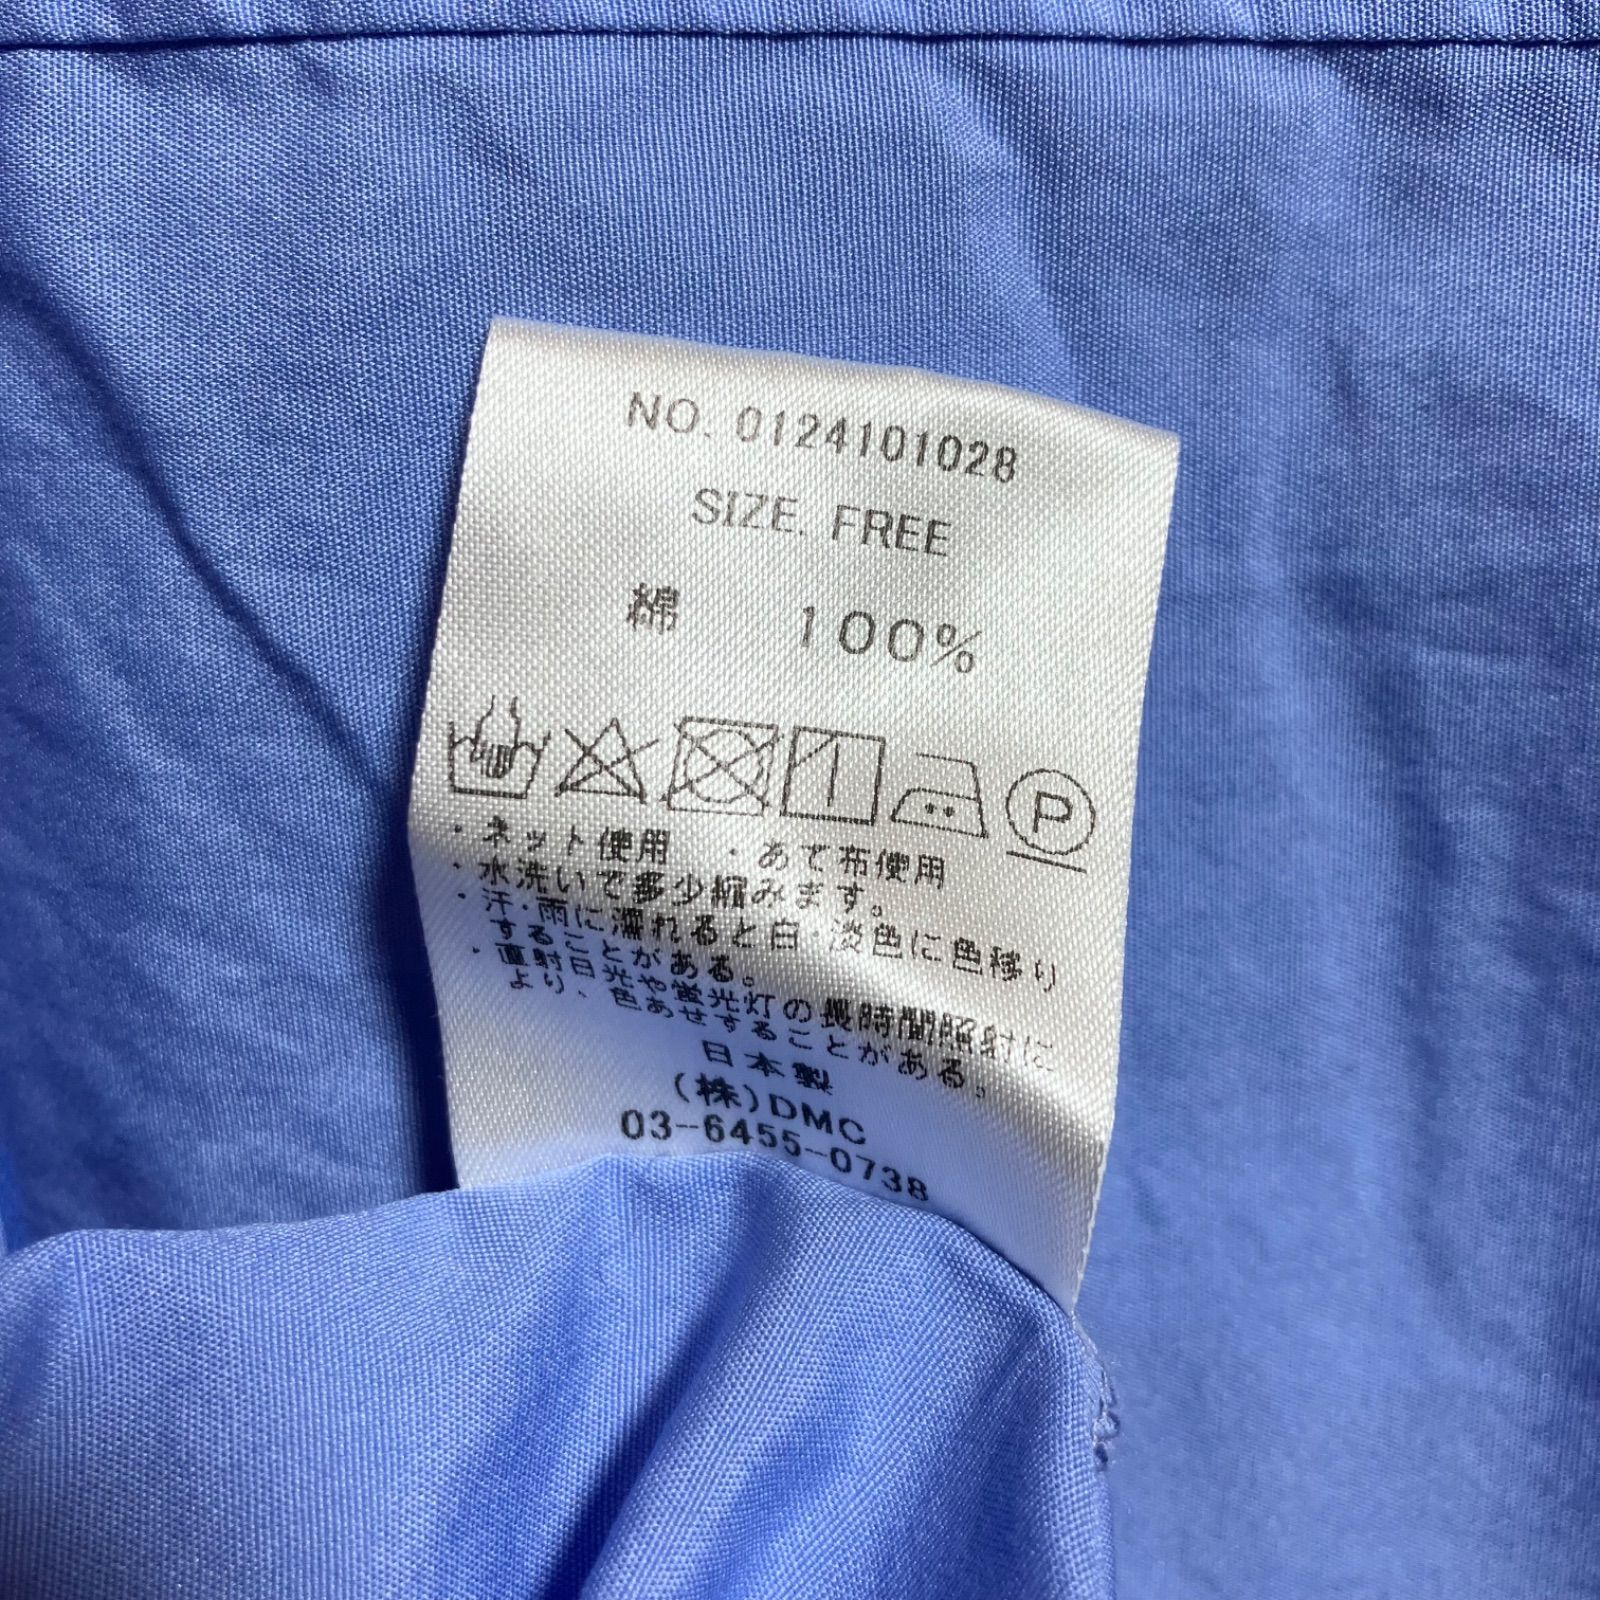 NO. 0124101028
SIZE. FREE
綿 100%
P
・ネット使用 ・あて布使用
・水洗いで多少縮みます。
・汗・雨に濡れると白・淡色に色移り
することがある。
・直射日光や蛍光灯の長時間照射に
より、色あせすることがある。
日本製
(株)DMC
03-6455-0738